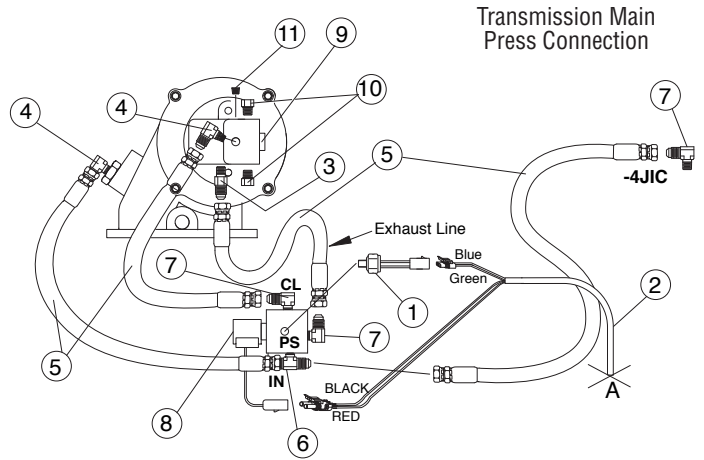 Transmission Main
Press Connection
11
9
10
4
4
7
-4JIC
3
5
Exhaust Line
Blue
Green
7
CL
1
2
PS
7
5
8
IN
6
BLACK
RED
A